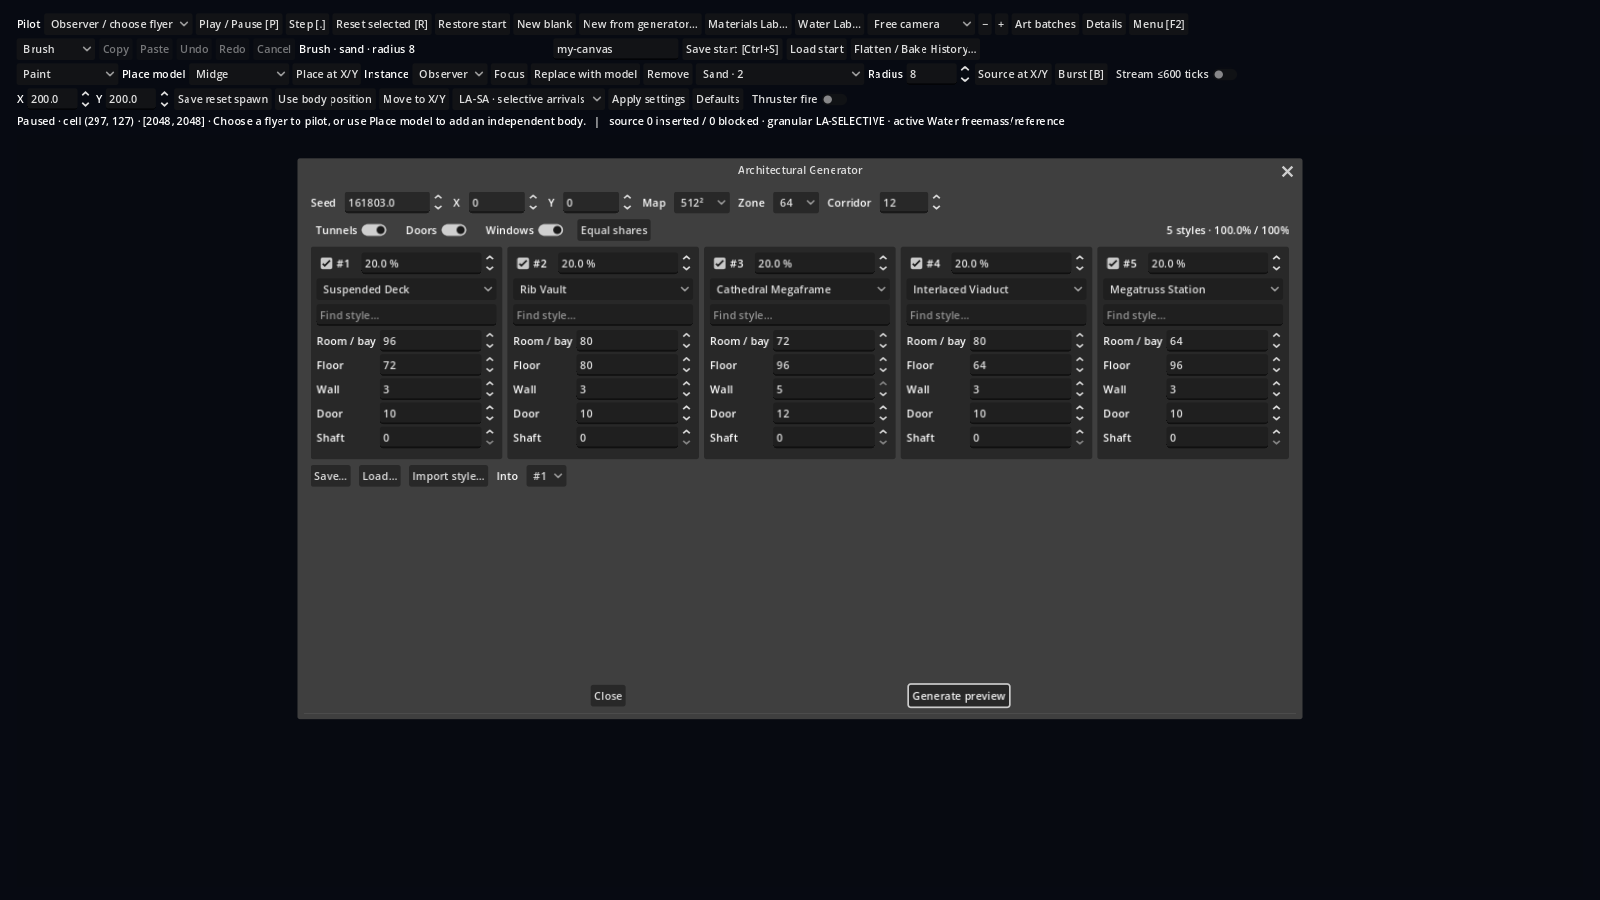 Pilot Observer / choose flyer Play / Pause [P] Step [.] Reset selected [R] Restore start New blank New from generator... Materials Lab... Water Lab... Free camera − + Art batches Details Menu [F2]
Brush Copy Paste Undo Redo Cancel Brush · sand · radius 8 my-canvas Save start [Ctrl+S] Load start Flatten / Bake History...
Paint Place model Midge Place at X/Y Instance Observer Focus Replace with model Remove Sand · 2 Radius 8 Source at X/Y Burst [B] Stream ≤600 ticks
X 200.0 Y 200.0 Save reset spawn Use body position Move to X/Y LA-SA · selective arrivals Apply settings Defaults Thruster fire
Paused · cell (297, 127) · [2048, 2048] · Choose a flyer to pilot, or use Place model to add an independent body. | source 0 inserted / 0 blocked · granular LA-SELECTIVE · active Water freemass/reference
Architectural Generator
Seed 161803.0 X 0 Y 0 Map 512² Zone 64 Corridor 12
Tunnels Doors Windows Equal shares 5 styles · 100.0% / 100%
#1 20.0 % #2 20.0 % #3 20.0 % #4 20.0 % #5 20.0 %
Suspended Deck Rib Vault Cathedral Megaframe Interlaced Viaduct Megatruss Station
Find style... Find style... Find style... Find style... Find style...
Room / bay 96 Room / bay 80 Room / bay 72 Room / bay 80 Room / bay 64
Floor 72 Floor 80 Floor 96 Floor 64 Floor 96
Wall 3 Wall 3 Wall 5 Wall 3 Wall 3
Door 10 Door 10 Door 12 Door 10 Door 10
Shaft 0 Shaft 0 Shaft 0 Shaft 0 Shaft 0
Save... Load... Import style... Into #1
Close Generate preview